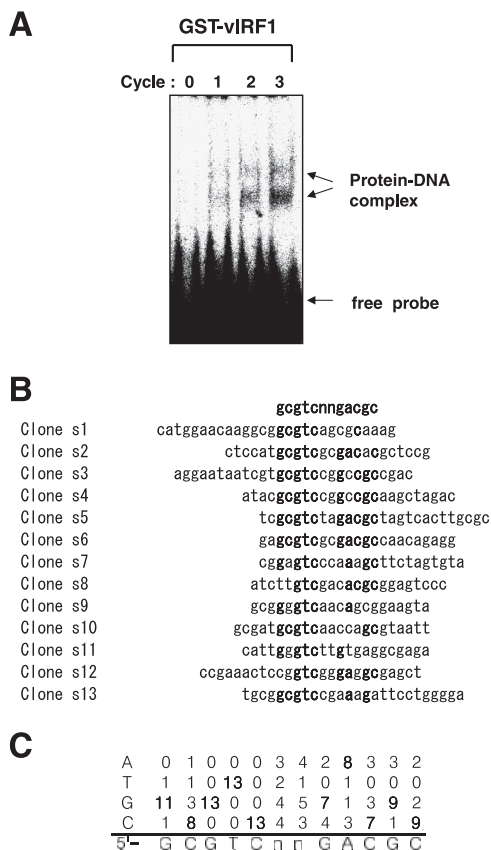 A
GST-vIRF1
Cycle : 0 1 2 3
Protein-DNA
complex
free probe
B
gcgtcnngacgc
Clone s1 catggaacaaggcggcgtcagcgcaaag
Clone s2 ctccatgcgtcgcgacacgctccg
Clone s3 aggaataatcgtgcgtccggccgccgac
Clone s4 atacgcgtccggccgcaagctagac
Clone s5 tcgcgtctagacgctagtcacttgcgc
Clone s6 gagcgtcgcgacgccaacagagg
Clone s7 cggagtcccaaagcttctagtgta
Clone s8 atcttgtcgacacgcggagtccc
Clone s9 gcggggtcaacagcggaagta
Clone s10 gcgatgcgtcaaccagcgtaatt
Clone s11 cattgggtcttgtgaggcgaga
Clone s12 ccgaaactccggtcgggaggcgagct
Clone s13 tgcggcgtccgaaagattcctgggga
C
A 0 1 0 0 0 3 4 2 8 3 3 2
T 1 1 0 13 0 2 1 0 1 0 0 0
G 11 3 13 0 0 4 5 7 1 3 9 2
C 1 8 0 0 13 4 3 4 3 7 1 9
5'- G C G T C n n G A C G C